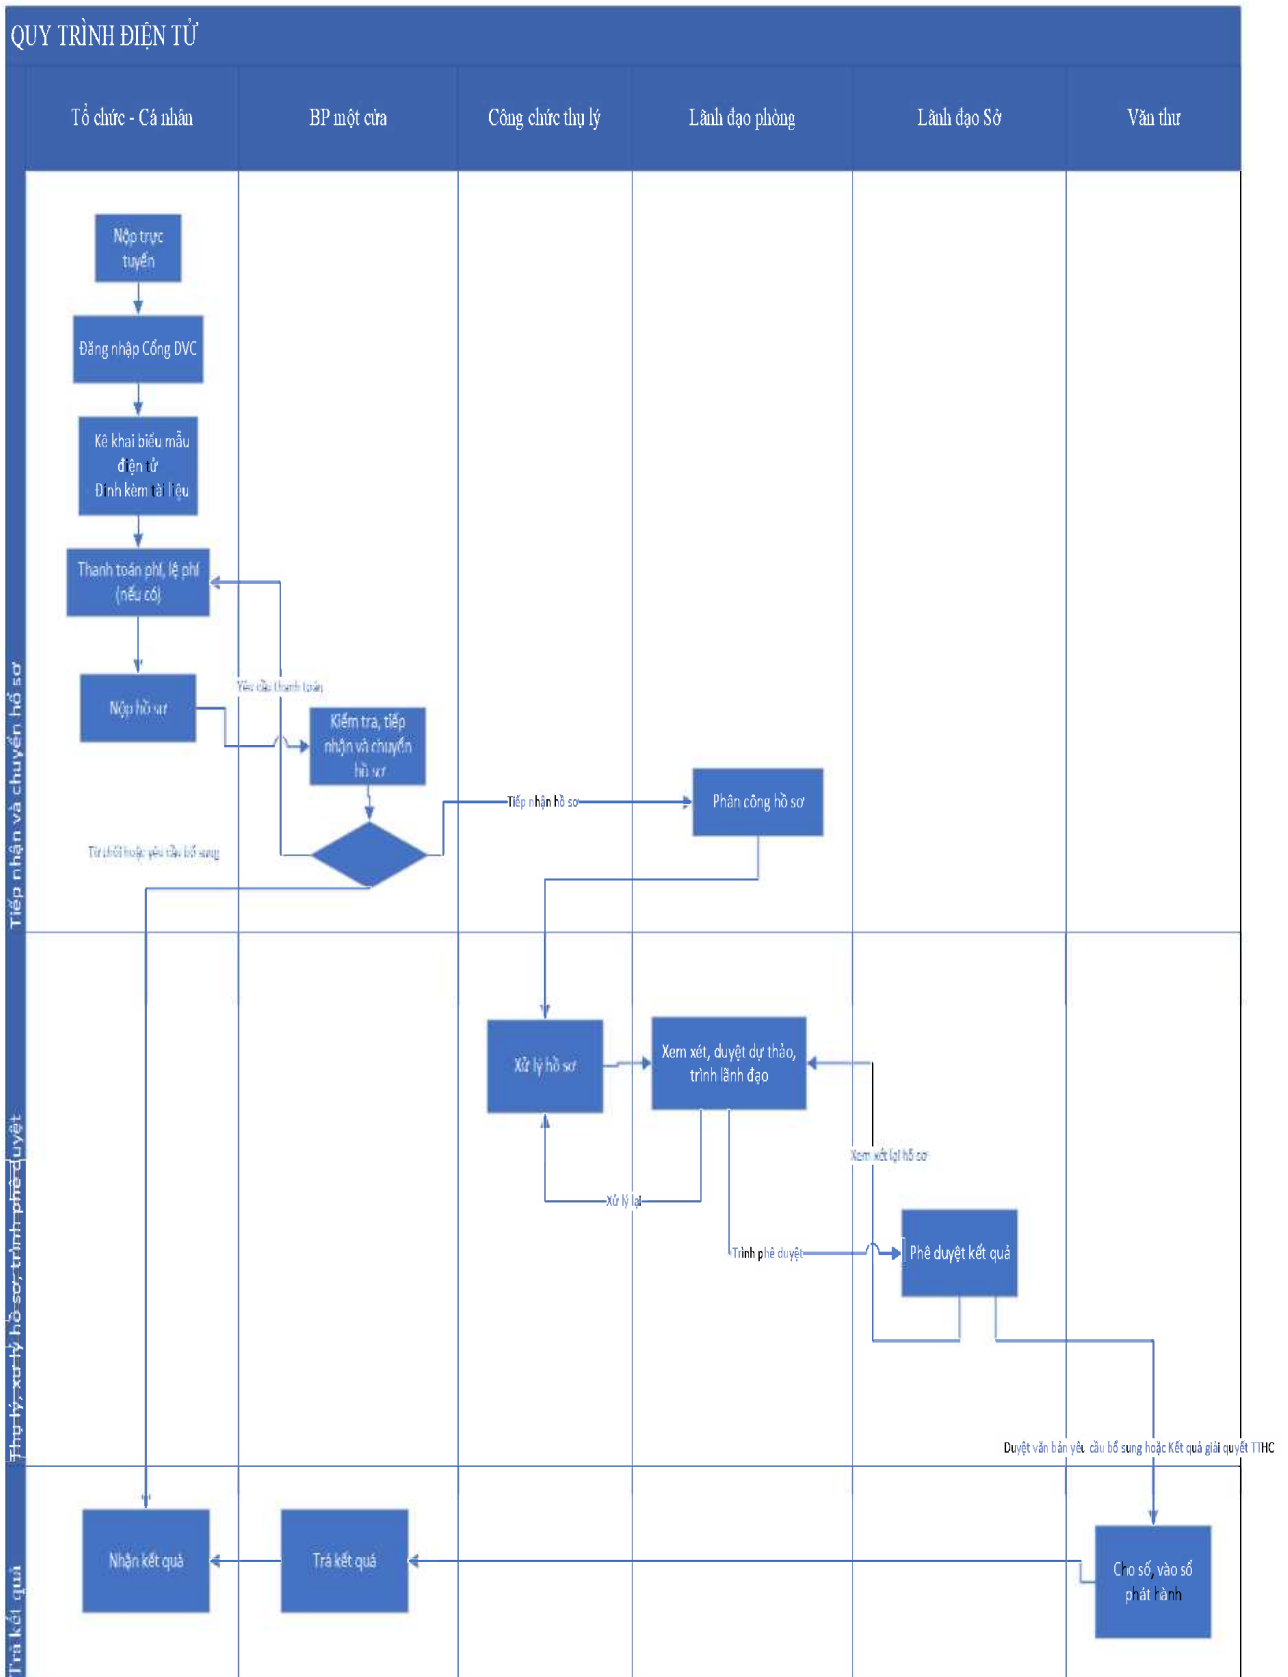 QUY TRÌNH ĐIỆN TỬ
Tổ chức - Cá nhân
BP một cửa
Công chức thụ lý
Lãnh đạo phòng
Lãnh đạo Sở
Văn thư
Tiếp nhận và chuyển hồ sơ
Nộp trực
tuyến
Đăng nhập Cổng DVC
Kê khai biểu mẫu
điện tử
Đính kèm tài liệu
Thanh toán phí, lệ phí
(nếu có)
Yêu cầu thanh toán
Nộp hồ sơ
Kiểm tra, tiếp
nhận và chuyển
hồ sơ
Tiếp nhận hồ sơ
Phân công hồ sơ
Từ chối hoặc yêu cầu bổ sung
Thụ lý, xử lý hồ sơ, trình phê duyệt
Xử lý hồ sơ
Xem xét, duyệt dự thảo,
trình lãnh đạo
Xem xét lại hồ sơ
Xử lý lại
Trình phê duyệt
Phê duyệt kết quả
Duyệt văn bản yêu cầu bổ sung hoặc Kết quả giải quyết TTHC
Trả kết quả
Nhận kết quả
Trả kết quả
Cho số, vào sổ
phát hành